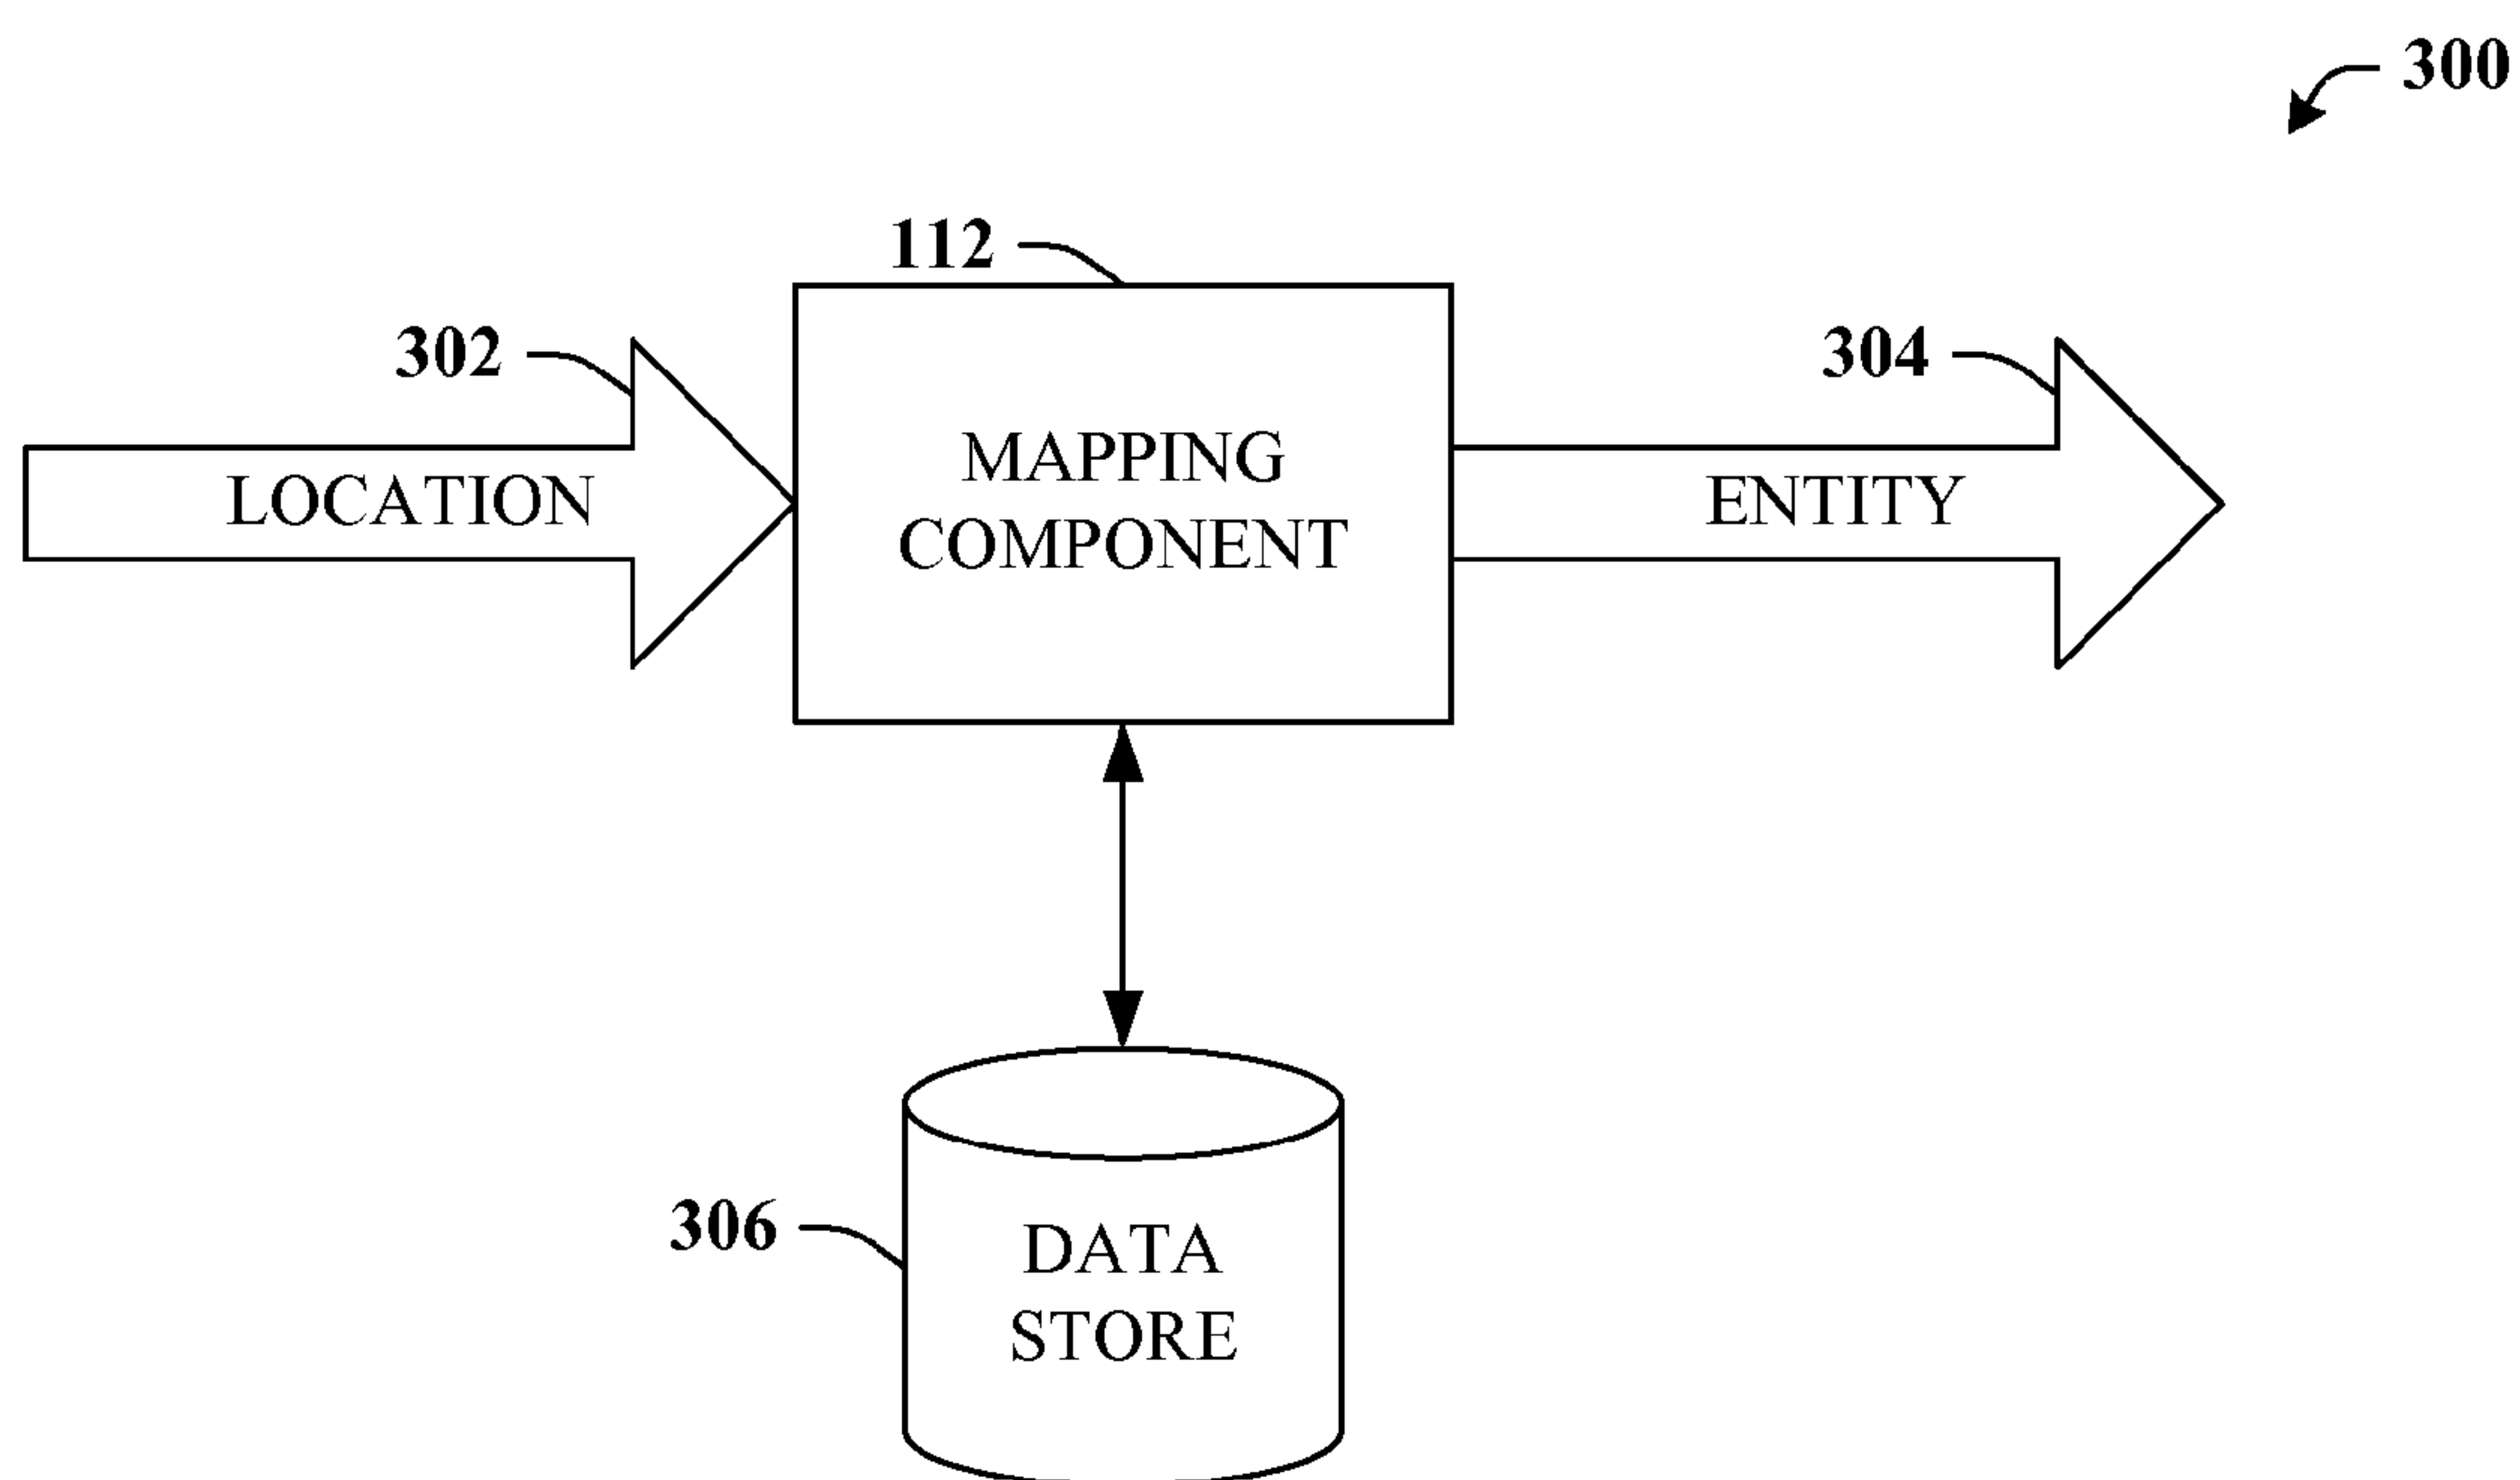 300
112
302
304
MAPPING
COMPONENT
LOCATION
ENTITY
306
DATA
STORE